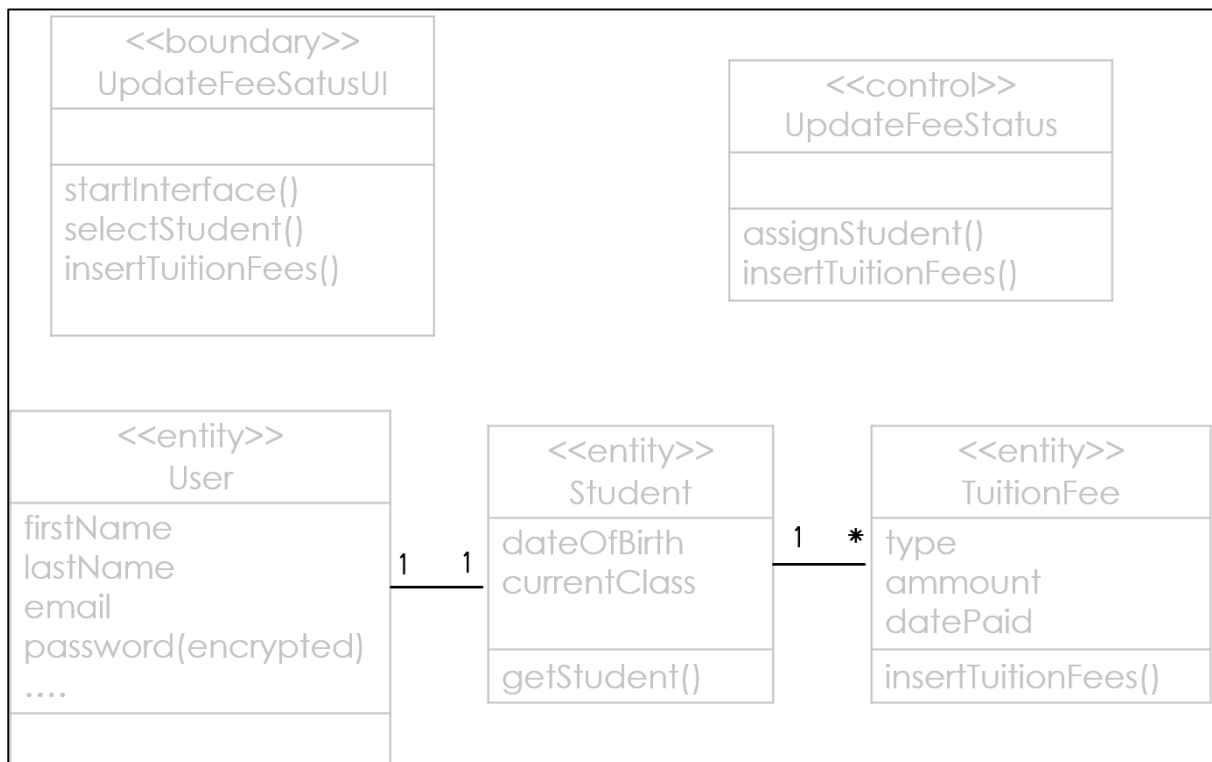 <<boundary>>
UpdateFeeSatusUI
startInterface()
selectStudent()
insertTuitionFees()
<<control>>
UpdateFeeStatus
assignStudent()
insertTuitionFees()
<<entity>>
User
firstName
lastName
email
password(encrypted)
....
1 1
<<entity>>
Student
dateOfBirth
currentClass
getStudent()
1 *
<<entity>>
TuitionFee
type
ammount
datePaid
insertTuitionFees()